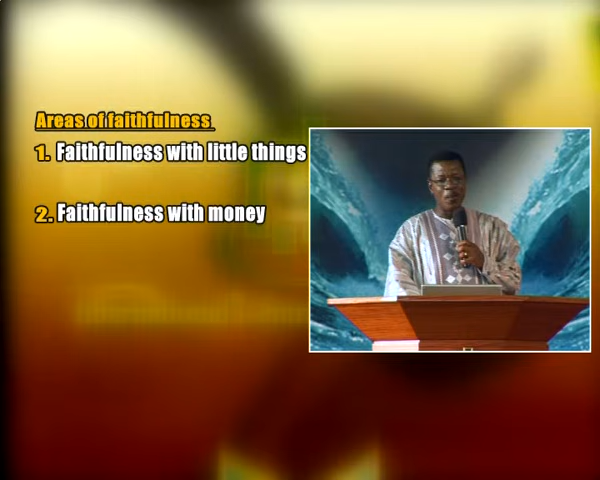 Areas of faithfulness
1. Faithfulness with little things
2. Faithfulness with money